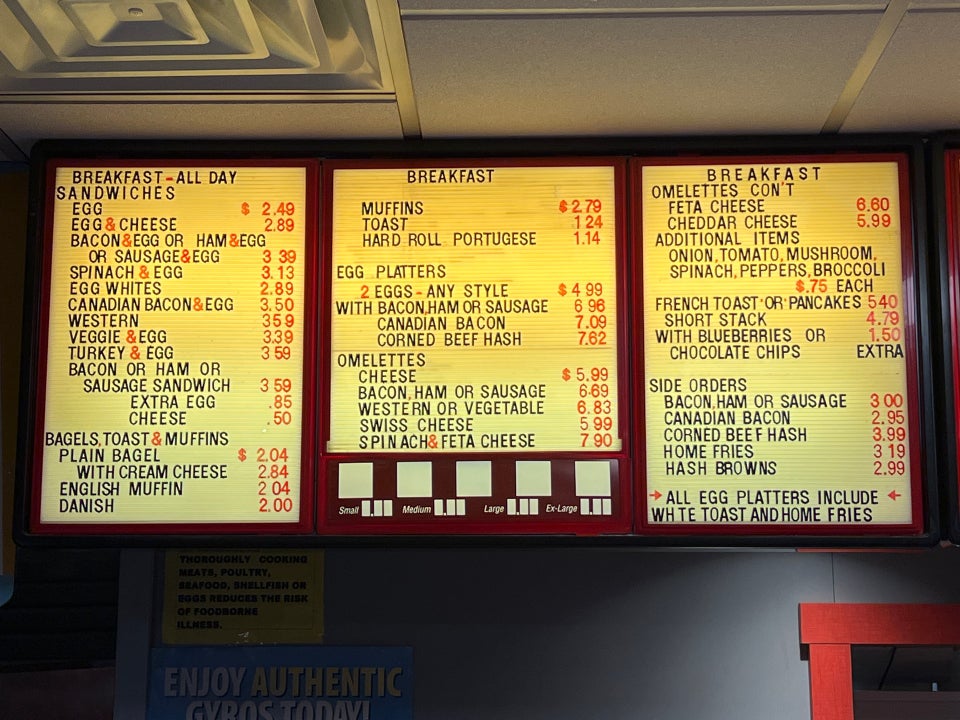 BREAKFAST-ALL DAY
SANDWICHES
EGG $ 2.49
EGG&CHEESE 2.89
BACON&EGG OR HAM&EGG
OR SAUSAGE&EGG 3 39
SPINACH & EGG 3.13
EGG WHITES 2.89
CANADIAN BACON&EGG 3.50
WESTERN 3 5 9
VEGGIE & EGG 3.39
TURKEY & EGG 3 59
BACON OR HAM OR
SAUSAGE SANDWICH 3 59
EXTRA EGG .85
CHEESE .50
BAGELS,TOAST & MUFFINS
PLAIN BAGEL $ 2.04
WITH CREAM CHEESE 2.84
ENGLISH MUFFIN 2 04
DANISH 2.00
BREAKFAST
MUFFINS $ 2.79
TOAST 1 24
HARD ROLL PORTUGESE 1.14
EGG PLATTERS
2 EGGS - ANY STYLE $ 4 99
WITH BACON,HAM OR SAUSAGE 6 96
CANADIAN BACON 7.09
CORNED BEEF HASH 7.62
OMELETTES
CHEESE $ 5.99
BACON,HAM OR SAUSAGE 6.69
WESTERN OR VEGETABLE 6.83
SWISS CHEESE 5 99
SPINACH&FETA CHEESE 7.90
Small Medium Large Ex-Large
BREAKFAST
OMELETTES CON'T
FETA CHEESE 6.60
CHEDDAR CHEESE 5.99
ADDITIONAL ITEMS
ONION,TOMATO,MUSHROOM,
SPINACH,PEPPERS,BROCCOLI
$.75 EACH
FRENCH TOAST OR PANCAKES 5 40
SHORT STACK 4.79
WITH BLUEBERRIES OR 1.50
CHOCOLATE CHIPS EXTRA
SIDE ORDERS
BACON,HAM OR SAUSAGE 3 00
CANADIAN BACON 2.95
CORNED BEEF HASH 3.99
HOME FRIES 3 19
HASH BROWNS 2.99
→ ALL EGG PLATTERS INCLUDE ←
WH TE TOAST AND HOME FRIES
THOROUGHLY COOKING
MEATS, POULTRY,
SEAFOOD, SHELLFISH OR
EGGS REDUCES THE RISK
OF FOODBORNE
ILLNESS.
ENJOY AUTHENTIC
GYROS TODAY!